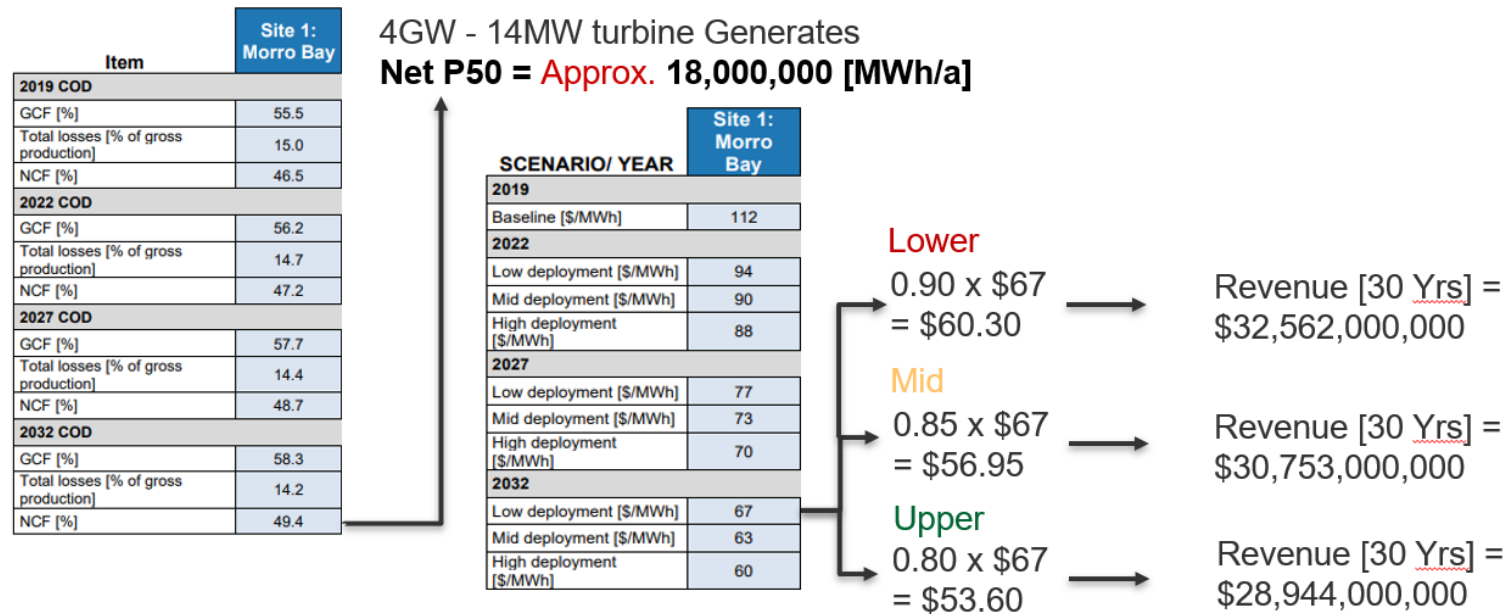 Item
Site 1:
Morro Bay
2019 COD
GCF [%] 55.5
Total losses [% of gross
production] 15.0
NCF [%] 46.5
2022 COD
GCF [%] 56.2
Total losses [% of gross
production] 14.7
NCF [%] 47.2
2027 COD
GCF [%] 57.7
Total losses [% of gross
production] 14.4
NCF [%] 48.7
2032 COD
GCF [%] 58.3
Total losses [% of gross
production] 14.2
NCF [%] 49.4
4GW - 14MW turbine Generates
Net P50 = Approx. 18,000,000 [MWh/a]
SCENARIO/ YEAR
Site 1:
Morro
Bay
2019
Baseline [$/MWh] 112
2022
Low deployment [$/MWh] 94
Mid deployment [$/MWh] 90
High deployment
[$/MWh] 88
2027
Low deployment [$/MWh] 77
Mid deployment [$/MWh] 73
High deployment
[$/MWh] 70
2032
Low deployment [$/MWh] 67
Mid deployment [$/MWh] 63
High deployment
[$/MWh] 60
Lower
0.90 x $67
= $60.30
Revenue [30 Yrs] =
$32,562,000,000
Mid
0.85 x $67
= $56.95
Revenue [30 Yrs] =
$30,753,000,000
Upper
0.80 x $67
= $53.60
Revenue [30 Yrs] =
$28,944,000,000